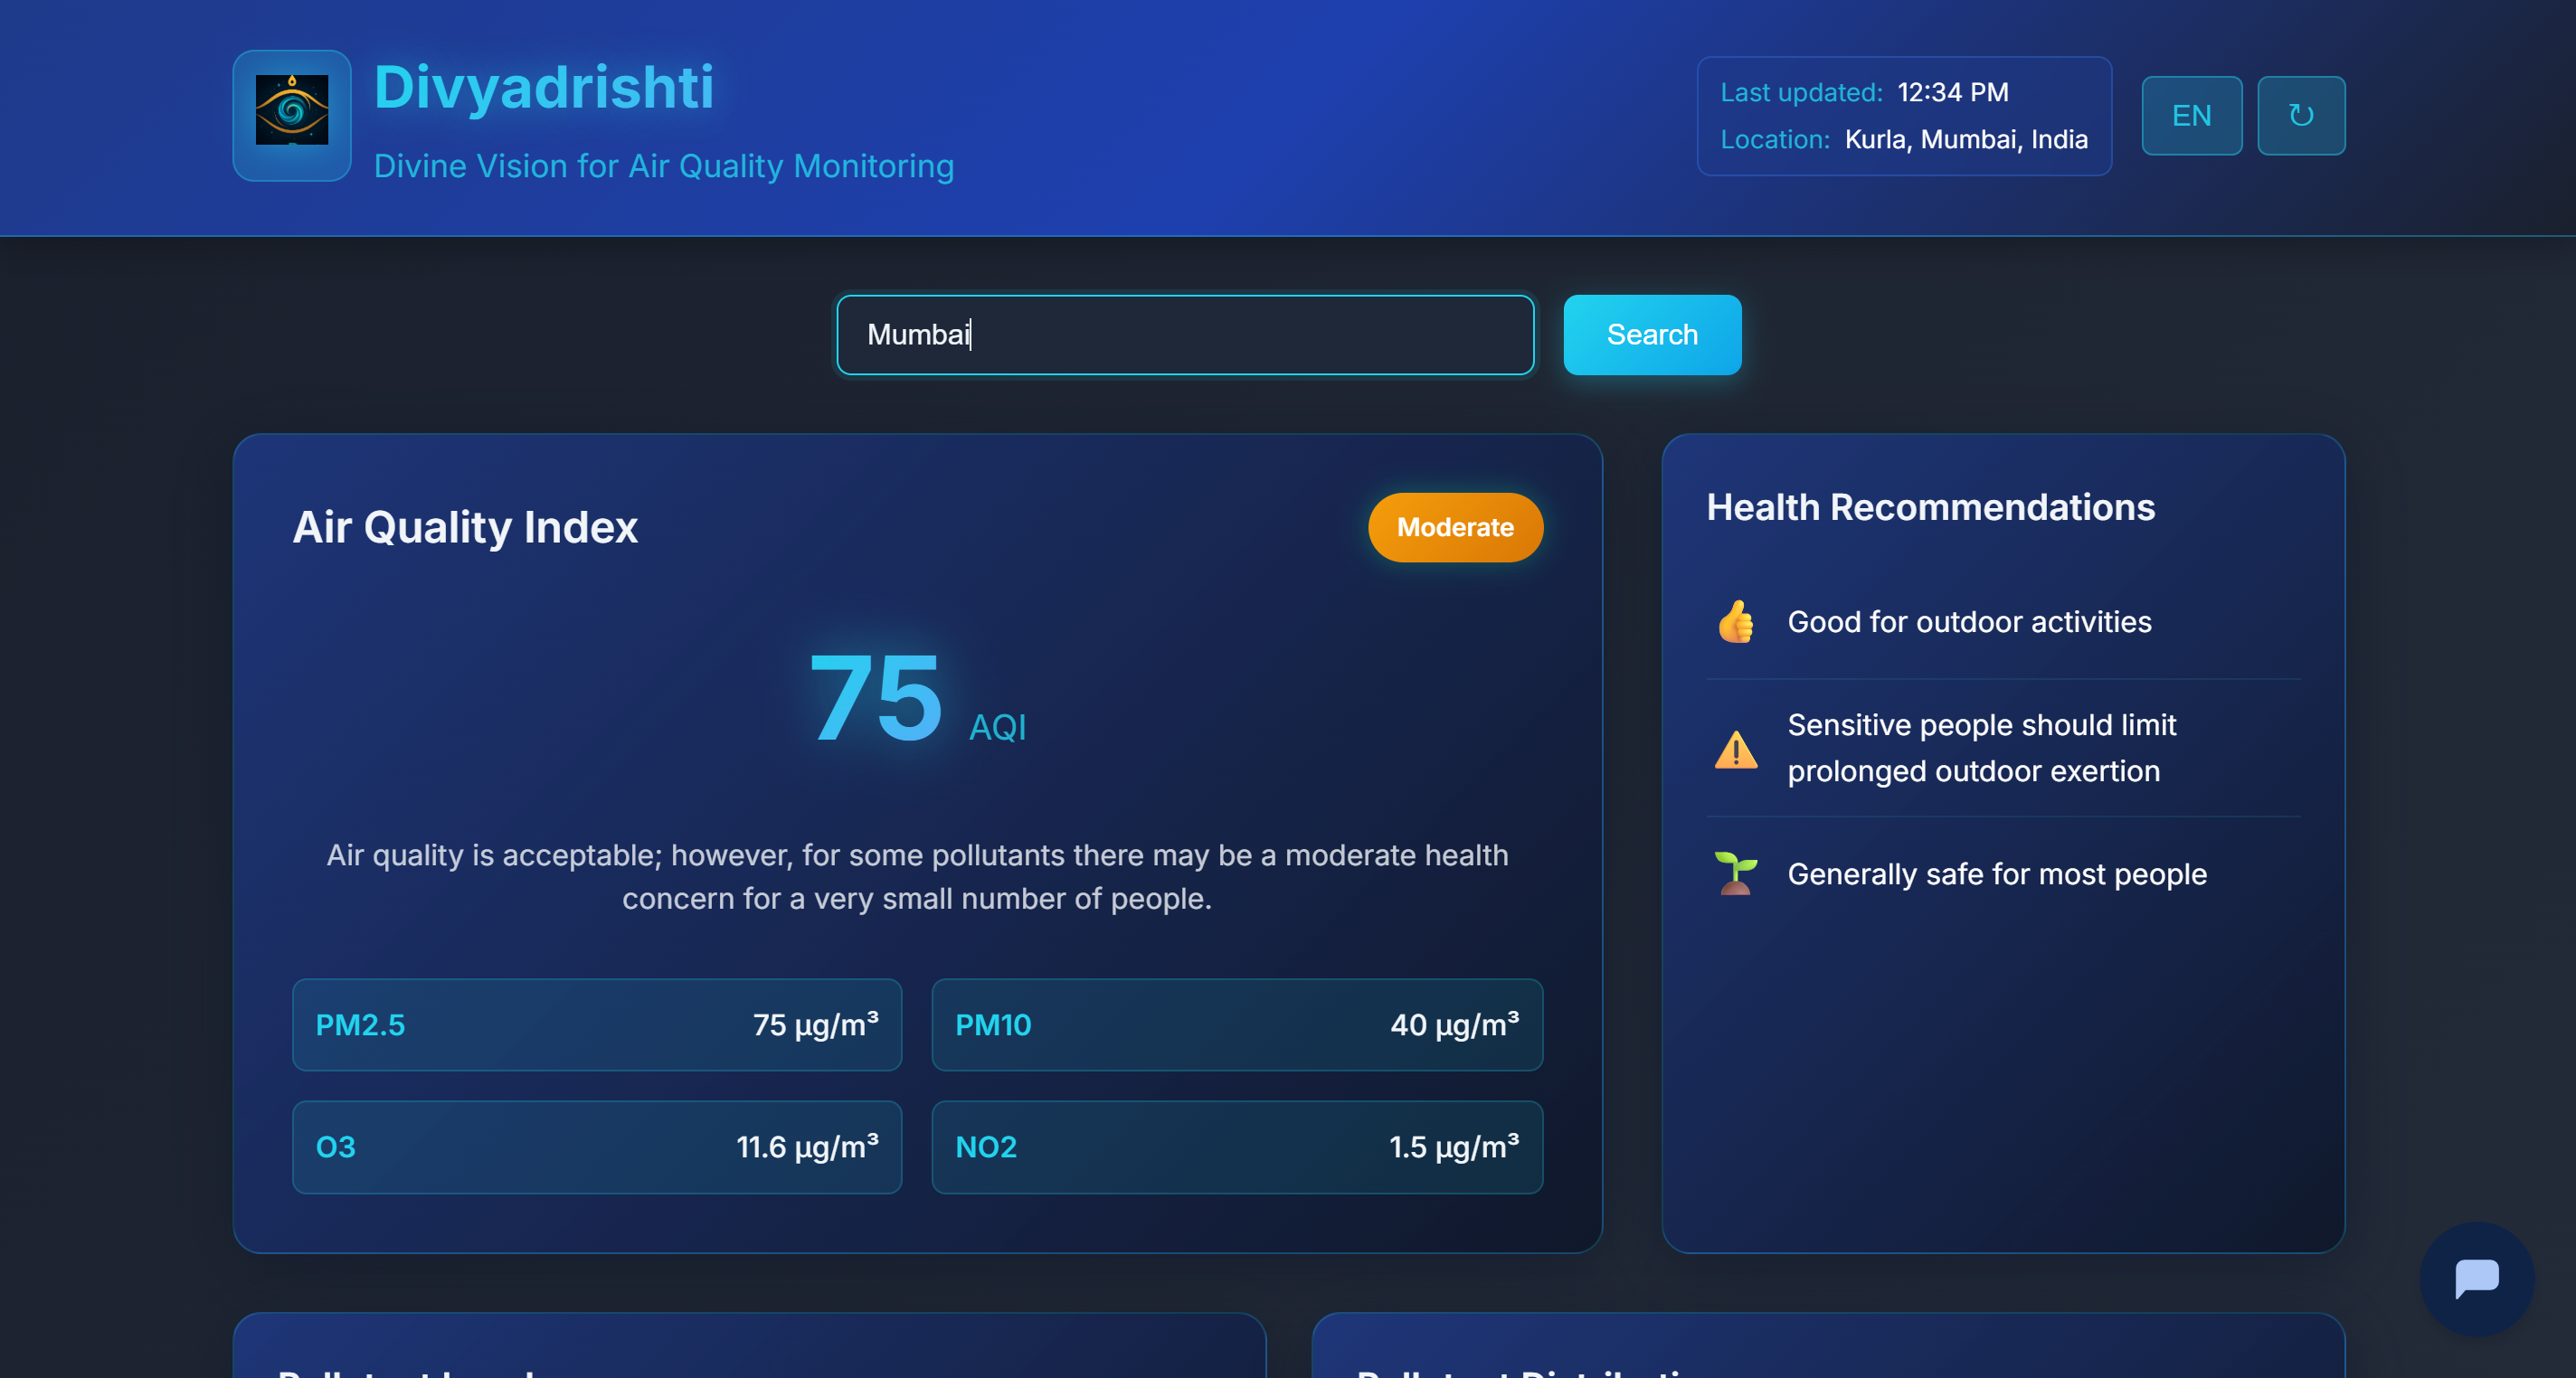 Divyadrishti
Divine Vision for Air Quality Monitoring
Last updated: 12:34 PM
Location: Kurla, Mumbai, India
EN
Mumbai
Search
Air Quality Index
Moderate
75 AQI
Air quality is acceptable; however, for some pollutants there may be a moderate health
concern for a very small number of people.
PM2.5 75 µg/m³
PM10 40 µg/m³
O3 11.6 µg/m³
NO2 1.5 µg/m³
Health Recommendations
Good for outdoor activities
Sensitive people should limit
prolonged outdoor exertion
Generally safe for most people